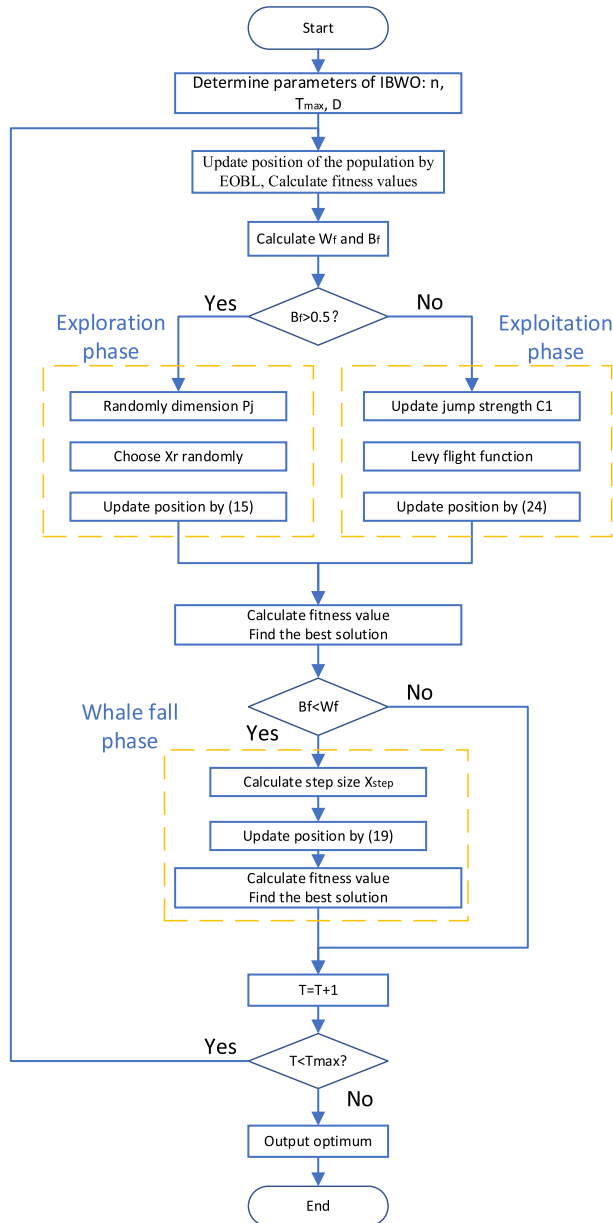 Start
Determine parameters of IBWO: n,
Tmax, D
Update position of the population by
EOBL, Calculate fitness values
Calculate Wf and Bf
Yes
Bf>0.5?
No
Exploration
phase
Exploitation
phase
Randomly dimension Pj
Choose Xr randomly
Update position by (15)
Update jump strength C1
Levy flight function
Update position by (24)
Calculate fitness value
Find the best solution
Bf<Wf
No
Yes
Whale fall
phase
Calculate step size Xstep
Update position by (19)
Calculate fitness value
Find the best solution
T=T+1
Yes
T<Tmax?
No
Output optimum
End